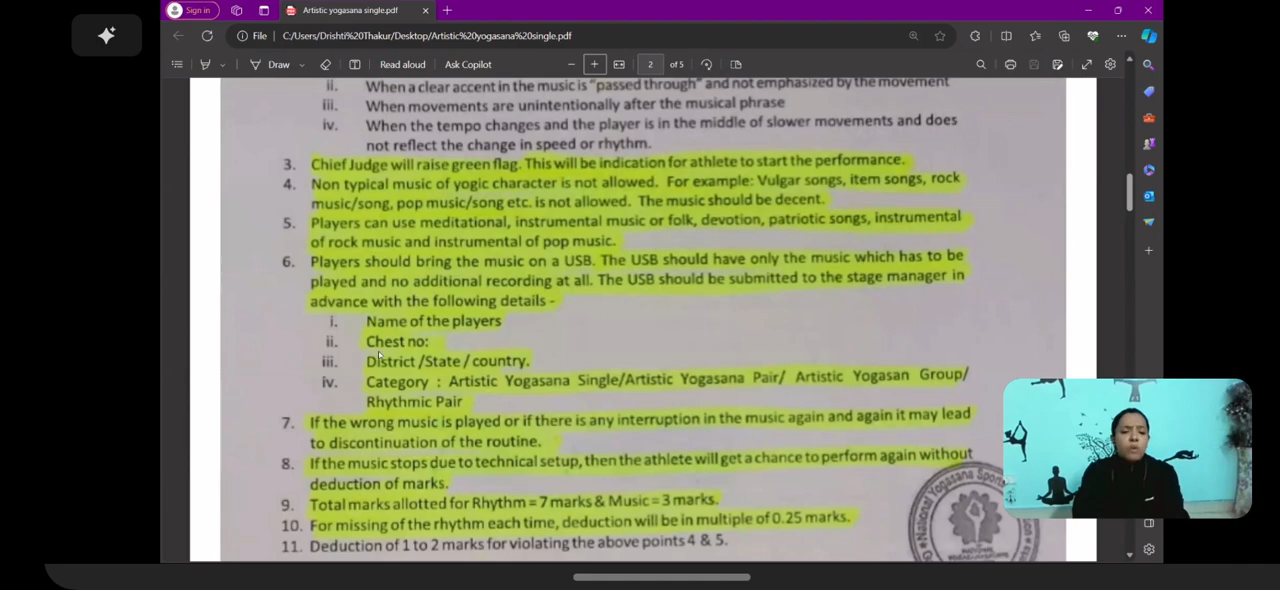 Sign in
Artistic yogasana single.pdf
File
C:/Users/Drishti%20Thakur/Desktop//Artistic%20yogasana%20single.pdf
Draw
Read aloud
Ask Copilot
2
of 5
ii. When a clear accent in the music is "passed through" and not emphasized by the movement
iii. When movements are unintentionally after the musical phrase
iv. When the tempo changes and the player is in the middle of slower movements and does
not reflect the change in speed or rhythm.
3. Chief Judge will raise green flag. This will be indication for athlete to start the performance.
4. Non typical music of yogic character is not allowed. For example: Vulgar songs, item songs, rock
music/song, pop music/song etc. is not allowed. The music should be decent.
5. Players can use meditational, instrumental music or folk, devotion, patriotic songs, instrumental
of rock music and instrumental of pop music.
6. Players should bring the music on a USB. The USB should have only the music which has to be
played and no additional recording at all. The USB should be submitted to the stage manager in
advance with the following details -
i. Name of the players
ii. Chest no:
iii. District /State / country.
iv. Category : Artistic Yogasana Single/Artistic Yogasana Pair/ Artistic Yogasan Group/
Rhythmic Pair
7. If the wrong music is played or if there is any interruption in the music again and again it may lead
to discontinuation of the routine.
8. If the music stops due to technical setup, then the athlete will get a chance to perform again without
deduction of marks.
9. Total marks allotted for Rhythm = 7 marks & Music = 3 marks.
10. For missing of the rhythm each time, deduction will be in multiple of 0.25 marks.
11. Deduction of 1 to 2 marks for violating the above points 4 & 5.
National Yogasana Sports